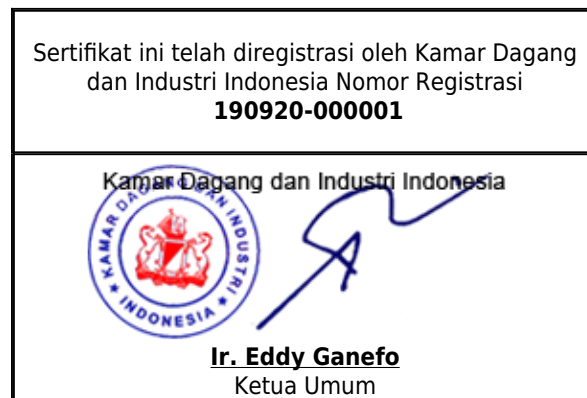 Sertifikat ini telah diregistrasi oleh Kamar Dagang
dan Industri Indonesia Nomor Registrasi
190920-000001
Kamar Dagang dan Industri Indonesia
KAMAR DAGANG DAN INDUSTRI
INDONESIA
Ir. Eddy Ganefo
Ketua Umum